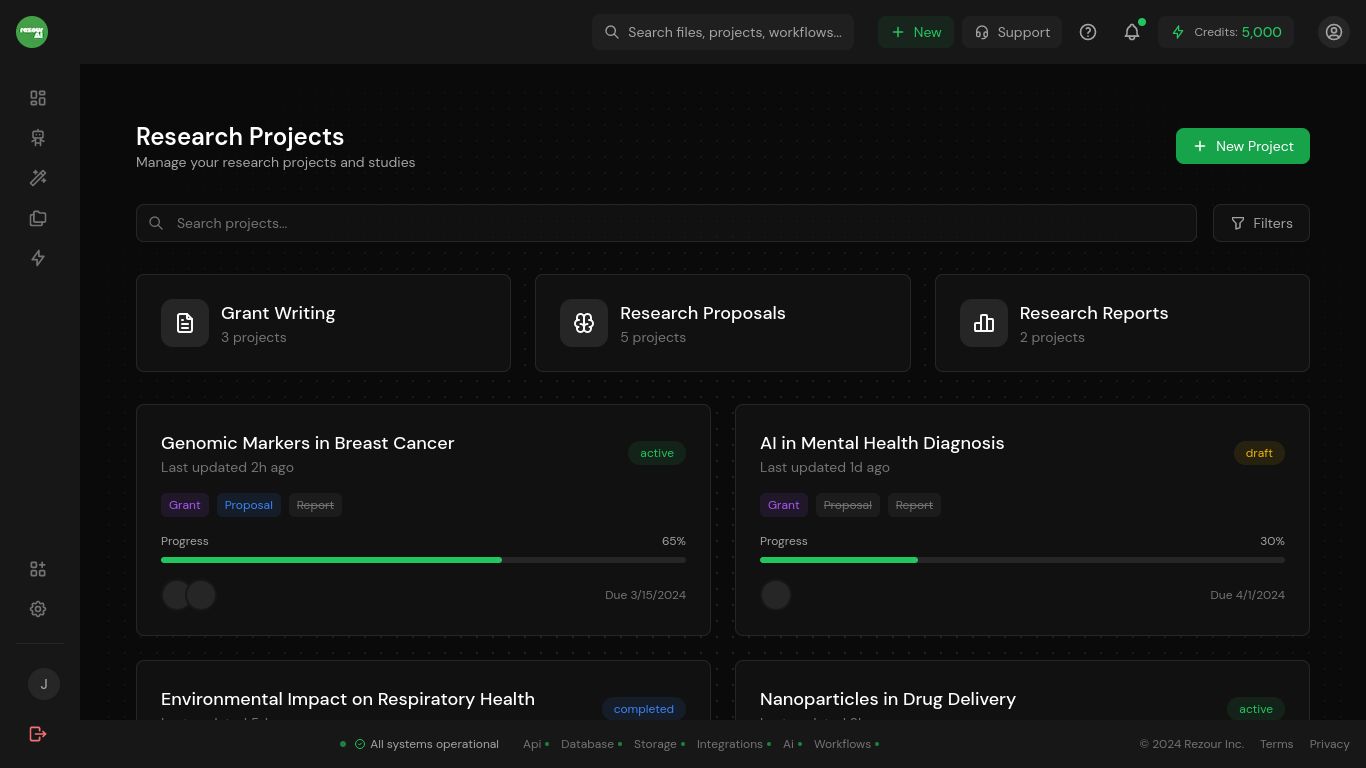 rezour
AI
Search files, projects, workflows...
New
Support
Credits: 5,000
Research Projects
Manage your research projects and studies
New Project
Search projects...
Filters
Grant Writing
3 projects
Research Proposals
5 projects
Research Reports
2 projects
Genomic Markers in Breast Cancer
Last updated 2h ago
active
Grant Proposal Report
Progress 65%
Due 3/15/2024
AI in Mental Health Diagnosis
Last updated 1d ago
draft
Grant Proposal Report
Progress 30%
Due 4/1/2024
Environmental Impact on Respiratory Health
completed
Nanoparticles in Drug Delivery
active
J
All systems operational
Api Database Storage Integrations Ai Workflows
© 2024 Rezour Inc. Terms Privacy